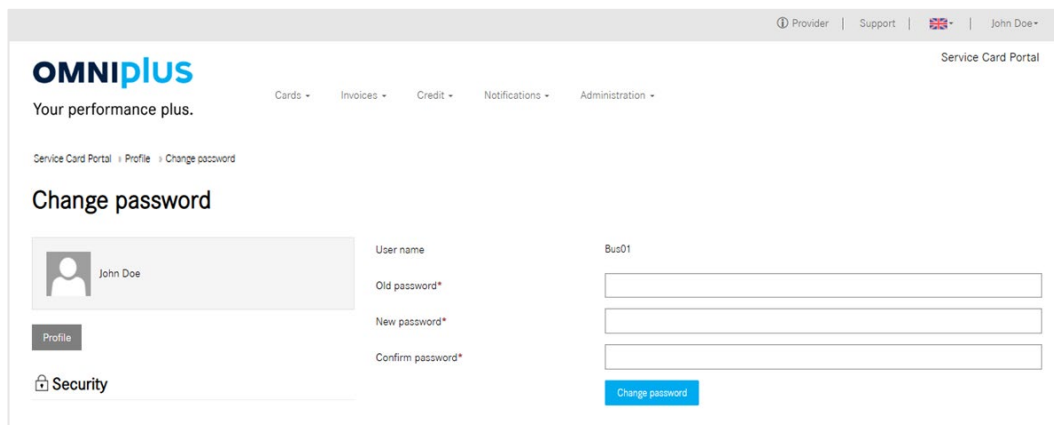 Provider | Support | John Doe
Service Card Portal
OMNIplus
Your performance plus.
Cards Invoices Credit Notifications Administration
Service Card Portal Profile Change password
Change password
John Doe
Profile
Security
User name Bus01
Old password*
New password*
Confirm password*
Change password